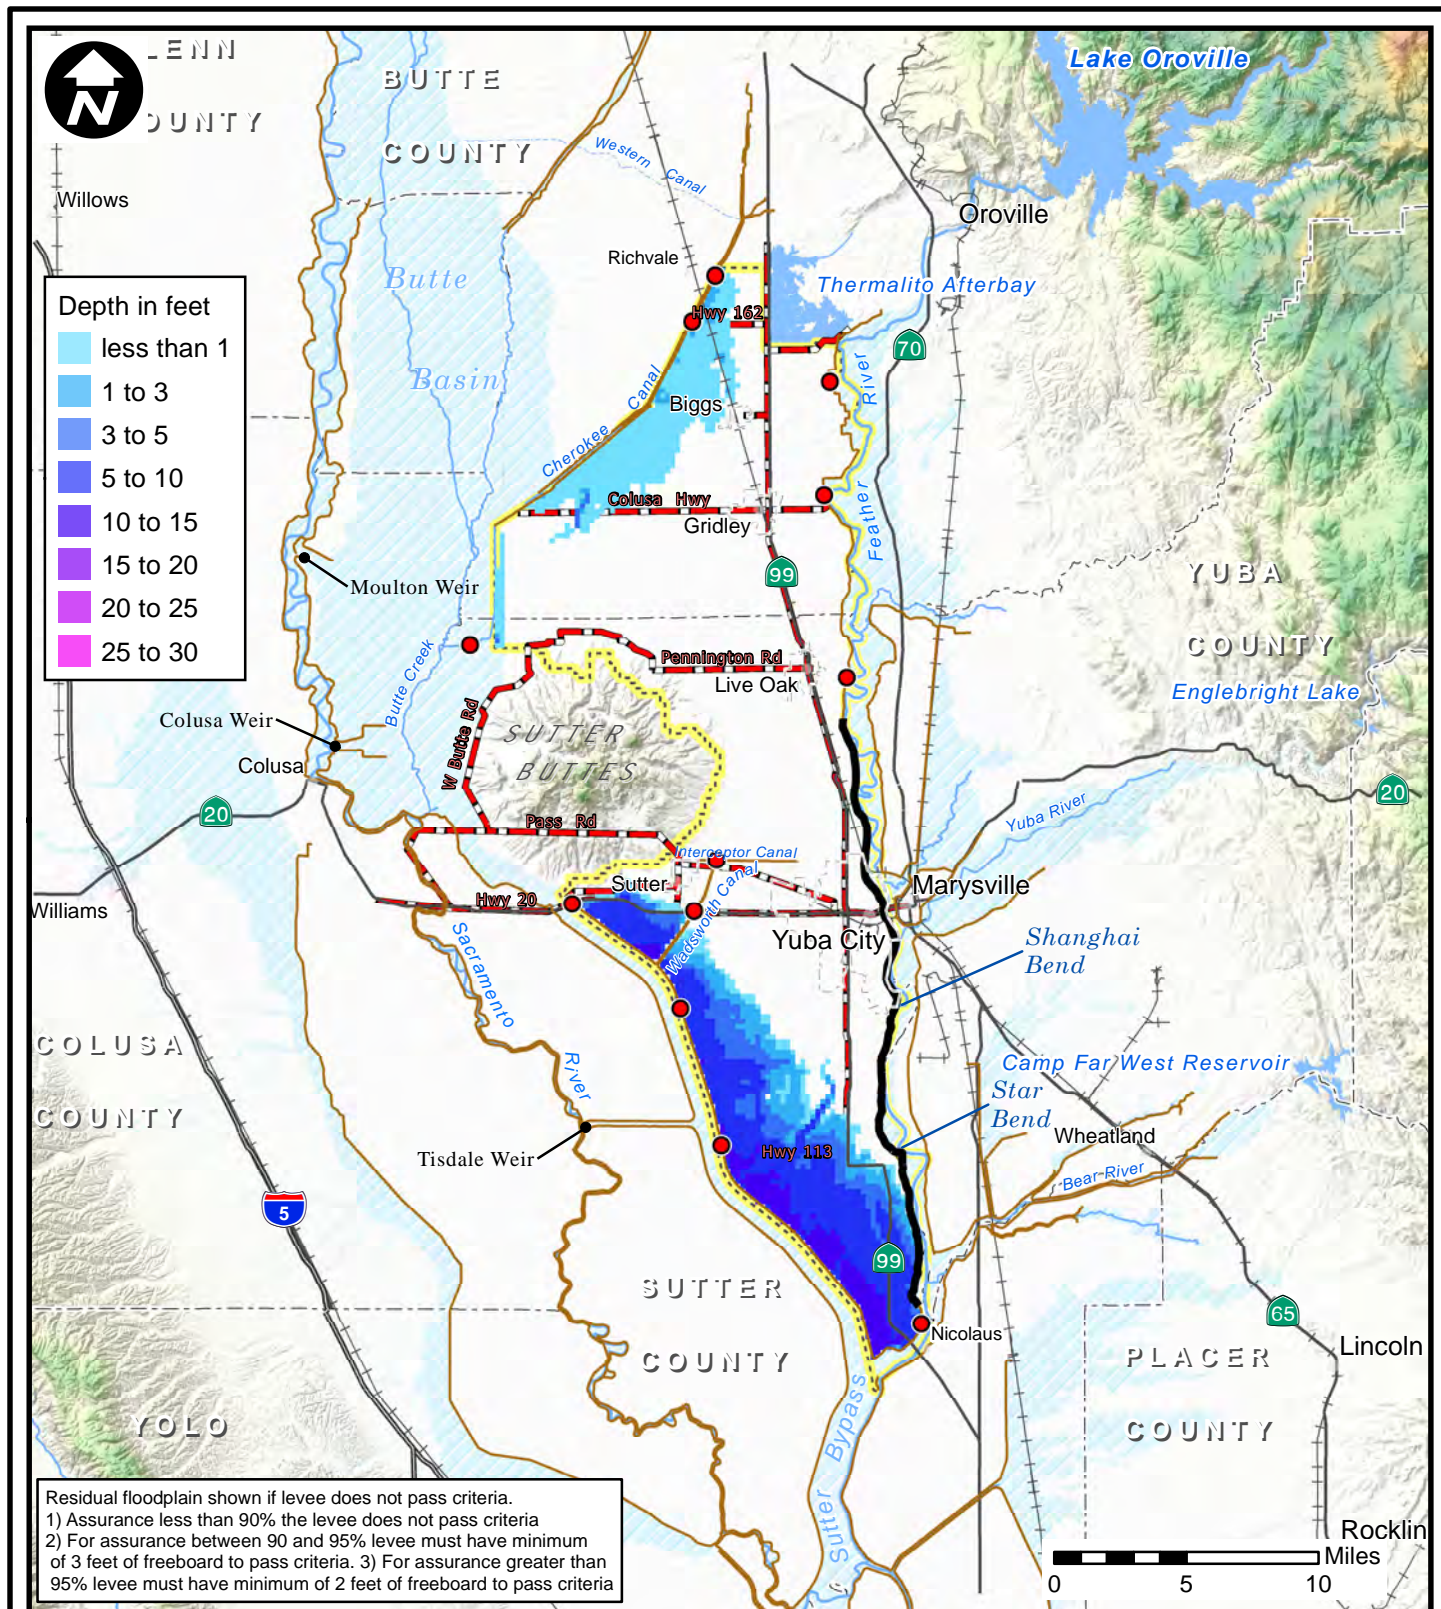 N
LENN
COUNTY
BUTTE
COUNTY
Lake Oroville
Western Canal
Willows
Oroville
Richvale
Butte
Basin
Thermalito Afterbay
Depth in feet
less than 1
1 to 3
3 to 5
5 to 10
10 to 15
15 to 20
20 to 25
25 to 30
Hwy 162
70
Cherokee Canal
Biggs
Feather River
Colusa Hwy
Gridley
99
Moulton Weir
YUBA
COUNTY
Butte Creek
Pennington Rd
Live Oak
Englebright Lake
Colusa Weir
Colusa
W Butte Rd
SUTTER
BUTTES
20
20
Pass Rd
Yuba River
Interceptor Canal
Sutter
Wadsworth Canal
Marysville
Hwy 20
Williams
Yuba City
Sacramento River
Shanghai
Bend
COLUSA
COUNTY
Camp Far West Reservoir
Star
Bend
Wheatland
Tisdale Weir
Hwy 113
Bear River
5
99
SUTTER
COUNTY
65
Nicolaus
Lincoln
PLACER
COUNTY
YOLO
Sutter Bypass
Residual floodplain shown if levee does not pass criteria.
1) Assurance less than 90% the levee does not pass criteria
2) For assurance between 90 and 95% levee must have minimum
of 3 feet of freeboard to pass criteria. 3) For assurance greater than
95% levee must have minimum of 2 feet of freeboard to pass criteria
Rocklin
Miles
0 5 10